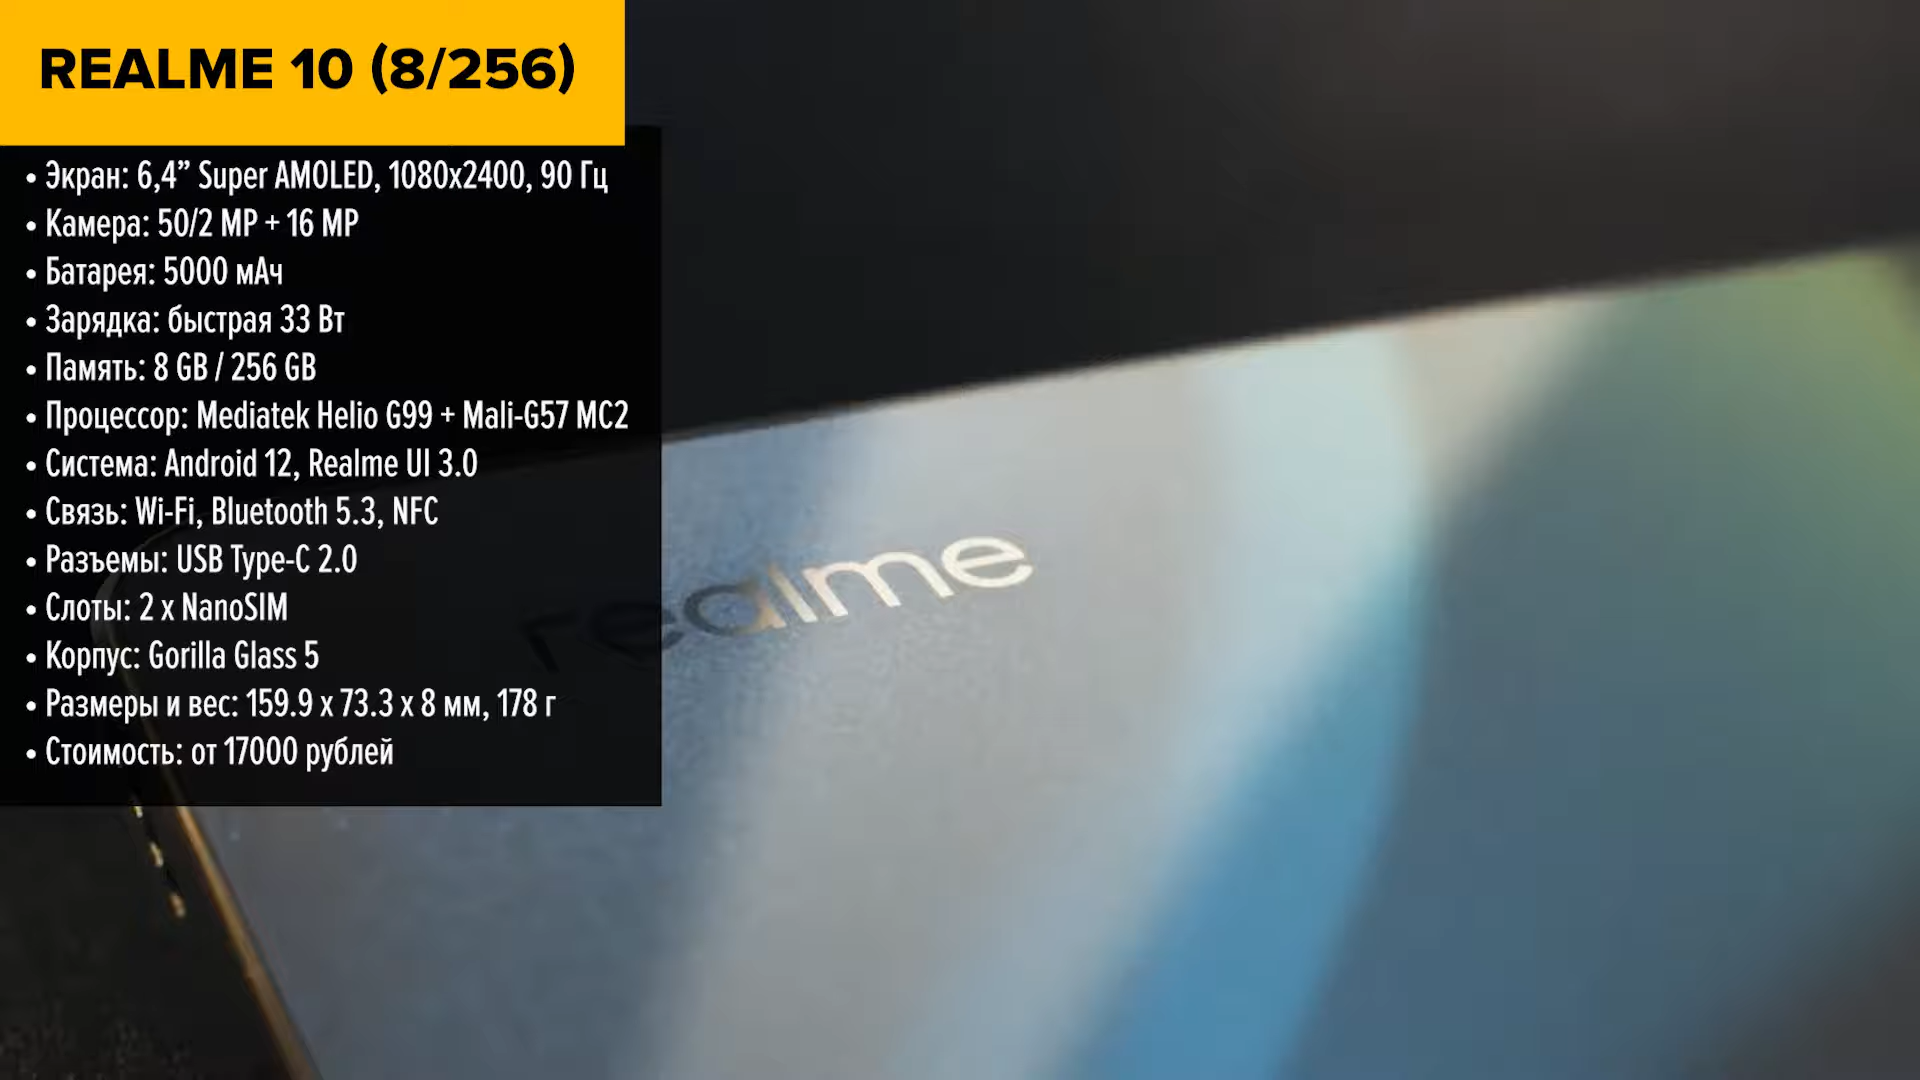 REALME 10 (8/256)
• Экран: 6,4” Super AMOLED, 1080x2400, 90 Гц
• Камера: 50/2 MP + 16 MP
• Батарея: 5000 мАч
• Зарядка: быстрая 33 Вт
• Память: 8 GB / 256 GB
• Процессор: Mediatek Helio G99 + Mali-G57 MC2
• Система: Android 12, Realme UI 3.0
• Связь: Wi-Fi, Bluetooth 5.3, NFC
• Разъемы: USB Type-C 2.0
• Слоты: 2 x NanoSIM
• Корпус: Gorilla Glass 5
• Размеры и вес: 159.9 x 73.3 x 8 мм, 178 г
• Стоимость: от 17000 рублей
realme